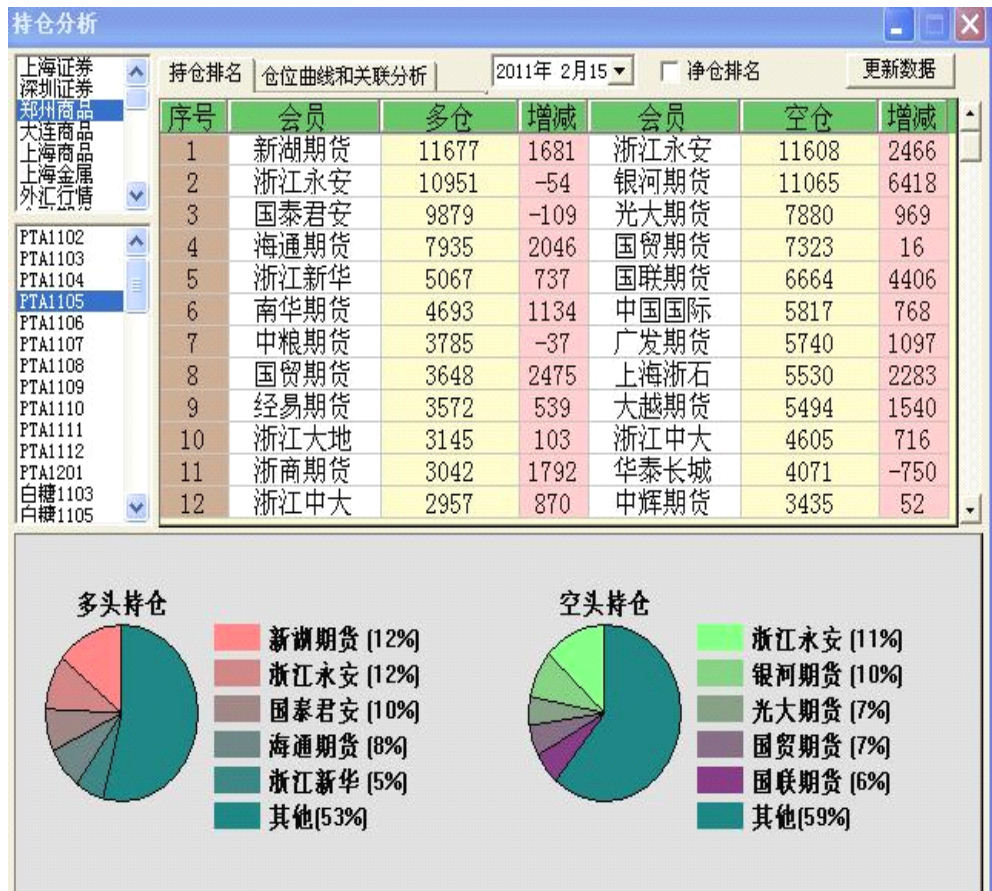 持仓分析
上海证券
深圳证券
郑州商品
大连商品
上海商品
上海金属
外汇行情
PTA1102
PTA1103
PTA1104
PTA1105
PTA1106
PTA1107
PTA1108
PTA1109
PTA1110
PTA1111
PTA1112
PTA1201
白糖1103
白糖1105
持仓排名 仓位曲线和关联分析 2011年 2月15 净仓排名 更新数据
序号 会员 多仓 增减 会员 空仓 增减
1 新湖期货 11677 1681 浙江永安 11608 2466
2 浙江永安 10951 -54 银河期货 11065 6418
3 国泰君安 9879 -109 光大期货 7880 969
4 海通期货 7935 2046 国贸期货 7323 16
5 浙江新华 5067 737 国联期货 6664 4406
6 南华期货 4693 1134 中国国际 5817 768
7 中粮期货 3785 -37 广发期货 5740 1097
8 国贸期货 3648 2475 上海浙石 5530 2283
9 经易期货 3572 539 大越期货 5494 1540
10 浙江大地 3145 103 浙江中大 4605 716
11 浙商期货 3042 1792 华泰长城 4071 -750
12 浙江中大 2957 870 中辉期货 3435 52
多头持仓
新湖期货 (12%)
浙江永安 (12%)
国泰君安 (10%)
海通期货 (8%)
浙江新华 (5%)
其他(53%)
空头持仓
浙江永安 (11%)
银河期货 (10%)
光大期货 (7%)
国贸期货 (7%)
国联期货 (6%)
其他(59%)